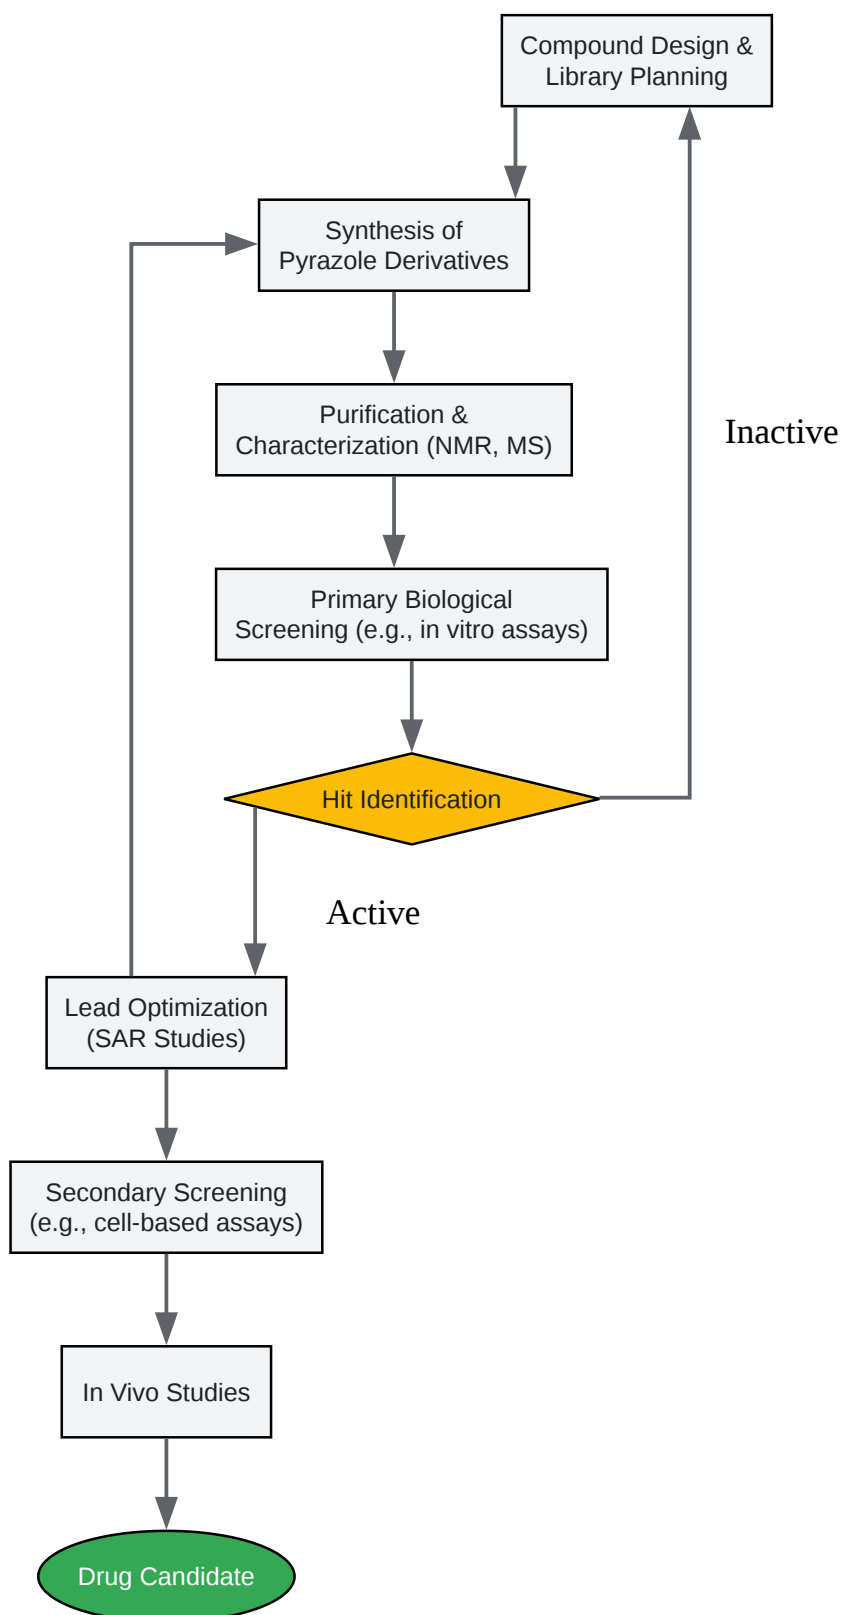 Compound Design &
Library Planning
Synthesis of
Pyrazole Derivatives
Purification &
Characterization (NMR, MS)
Inactive
Primary Biological
Screening (e.g., in vitro assays)
Hit Identification
Active
Lead Optimization
(SAR Studies)
Secondary Screening
(e.g., cell-based assays)
In Vivo Studies
Drug Candidate